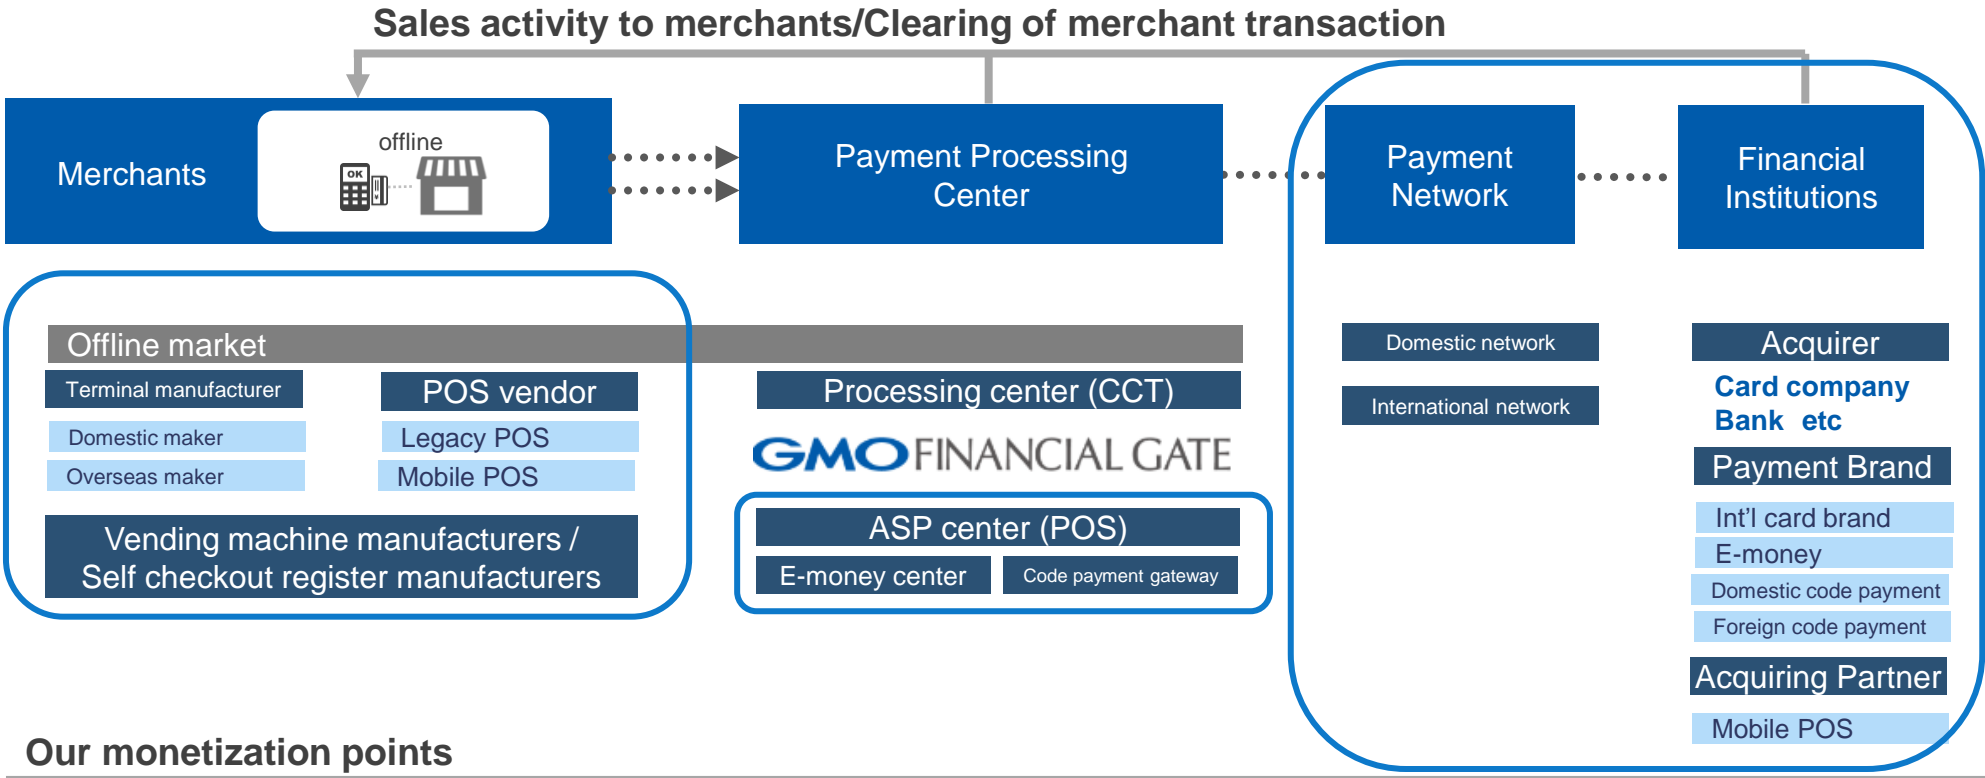 Sales activity to merchants/Clearing of merchant transaction
Merchants
offline
OK
Payment Processing
Center
Payment
Network
Financial
Institutions
Offline market
Terminal manufacturer
Domestic maker
Overseas maker
POS vendor
Legacy POS
Mobile POS
Vending machine manufacturers /
Self checkout register manufacturers
Processing center (CCT)
GMO FINANCIAL GATE
ASP center (POS)
E-money center
Code payment gateway
Domestic network
International network
Acquirer
Card company
Bank etc
Payment Brand
Int'l card brand
E-money
Domestic code payment
Foreign code payment
Acquiring Partner
Mobile POS
Our monetization points